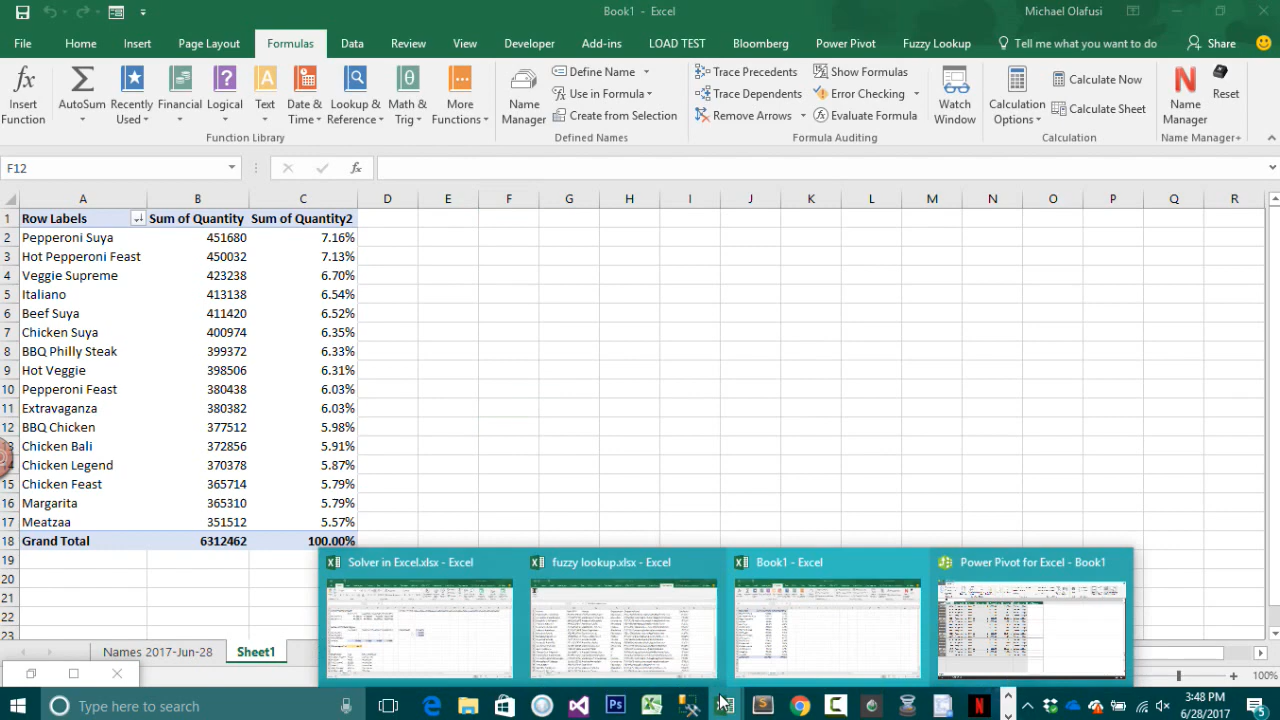 Book1 - Excel
Michael Olafusi
File Home Insert Page Layout Formulas Data Review View Developer Add-ins LOAD TEST Bloomberg Power Pivot Fuzzy Lookup Tell me what you want to do Share
Insert Function
AutoSum
Recently Used
Financial
Logical
Text
Date & Time
Lookup & Reference
Math & Trig
More Functions
Function Library
Name Manager
Define Name
Use in Formula
Create from Selection
Defined Names
Trace Precedents
Trace Dependents
Remove Arrows
Show Formulas
Error Checking
Evaluate Formula
Formula Auditing
Watch Window
Calculation Options
Calculate Now
Calculate Sheet
Calculation
Name Manager
Reset
Name Manager+
F12
fx
A B C D E F G H I J K L M N O P Q R
1 Row Labels Sum of Quantity Sum of Quantity2
2 Pepperoni Suya 451680 7.16%
3 Hot Pepperoni Feast 450032 7.13%
4 Veggie Supreme 423238 6.70%
5 Italiano 413138 6.54%
6 Beef Suya 411420 6.52%
7 Chicken Suya 400974 6.35%
8 BBQ Philly Steak 399372 6.33%
9 Hot Veggie 398506 6.31%
10 Pepperoni Feast 380438 6.03%
11 Extravaganza 380382 6.03%
12 BBQ Chicken 377512 5.98%
Chicken Bali 372856 5.91%
Chicken Legend 370378 5.87%
15 Chicken Feast 365714 5.79%
16 Margarita 365310 5.79%
17 Meatzaa 351512 5.57%
18 Grand Total 6312462 100.00%
19
20
21
22
23
Solver in Excel.xlsx - Excel
fuzzy lookup.xlsx - Excel
Book1 - Excel
Power Pivot for Excel - Book1
Names 2017-Jun-28 Sheet1
100%
Type here to search
3:48 PM
6/28/2017
5